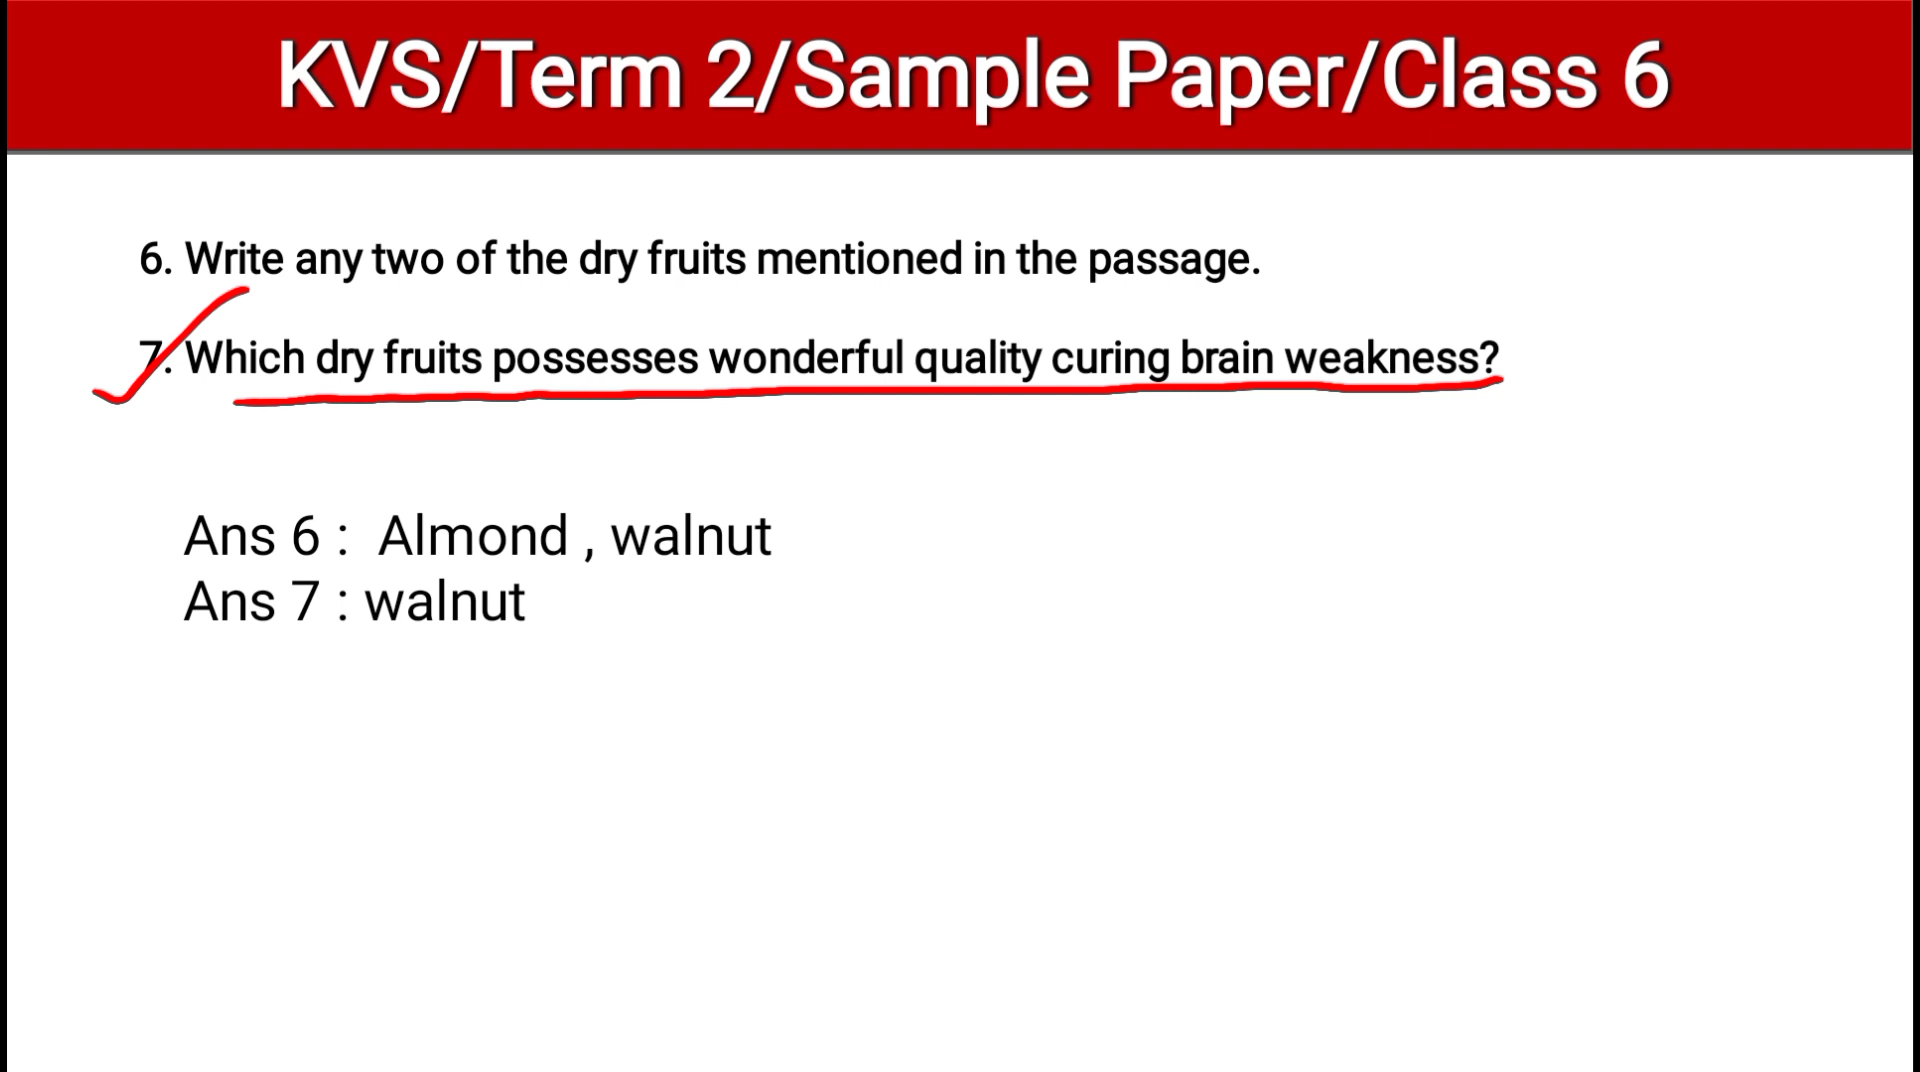 KVS/Term 2/Sample Paper/Class 6
6. Write any two of the dry fruits mentioned in the passage.
7. Which dry fruits possesses wonderful quality curing brain weakness?
Ans 6 : Almond , walnut
Ans 7 : walnut